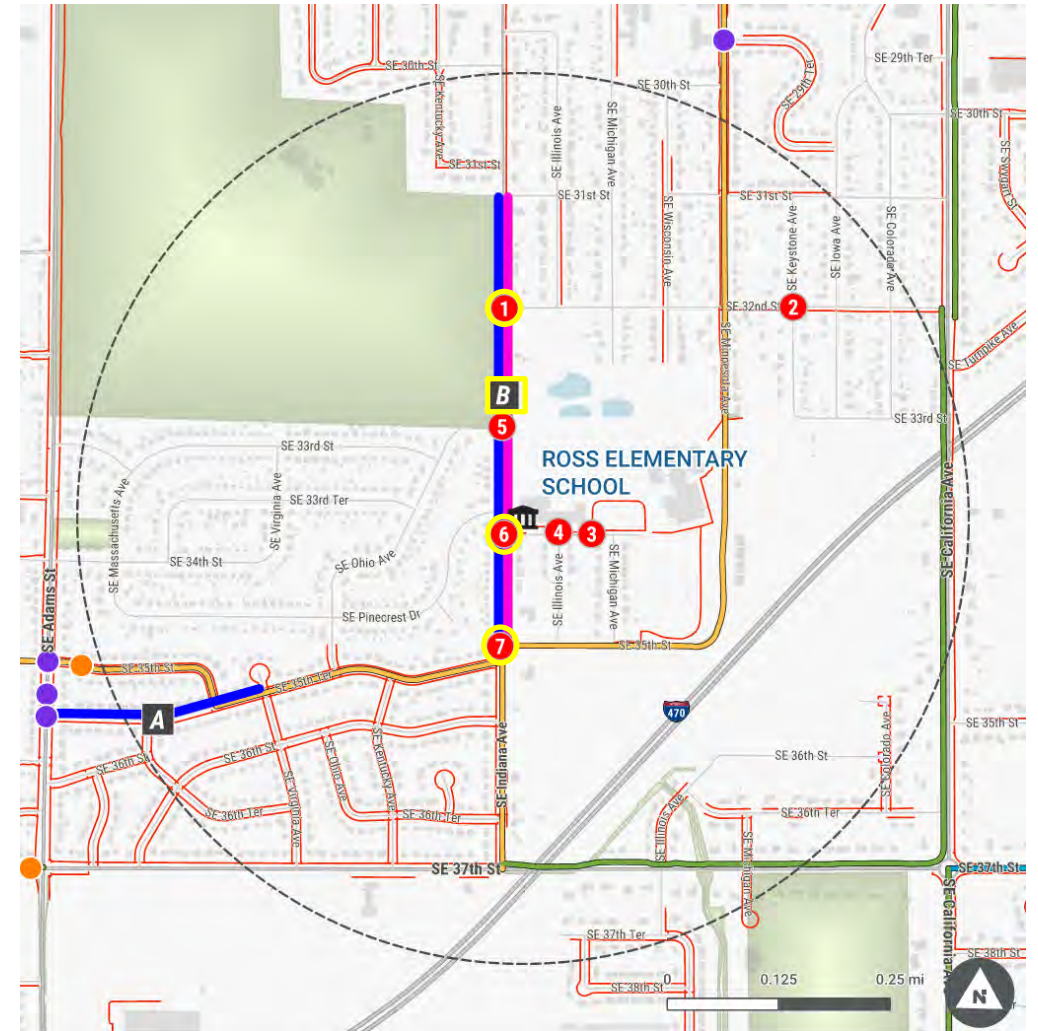 SE 30th St
SE 29th Ter
SE 29th Ter
SE 30th St
SE Kentucky Ave
SE Illinois Ave
SE Michigan Ave
SE 30th St
SE Swygart St
SE 31st St
SE 31st St
SE 31st St
SE Wisconsin Ave
SE Keystone Ave
SE Iowa Ave
SE Colorado Ave
1
SE 32nd St
2
SE Minnesota Ave
SE Turnpike Ave
B
5
SE 33rd St
SE 33rd St
ROSS ELEMENTARY
SCHOOL
SE Massachusetts Ave
SE Virginia Ave
SE 33rd Ter
SE California Ave
6
4
3
SE 34th St
SE Ohio Ave
SE Illinois Ave
SE Michigan Ave
SE Adams St
SE Pinecrest Dr
7
SE 35th St
SE 35th St
SE 35th Ter
A
470
SE 35th St
SE Colorado Ave
SE 36th St
SE 36th St
SE 36th St
SE Ohio Ave
SE Kentucky Ave
SE Virginia Ave
SE Indiana Ave
SE 36th Ter
SE 36th Ter
SE Illinois Ave
SE 36th Ter
SE Michigan Ave
SE 37th St
SE 37th St
SE California Ave
SE 37th Ter
SE 38th St
SE 38th St
0
0.125
0.25 mi
N